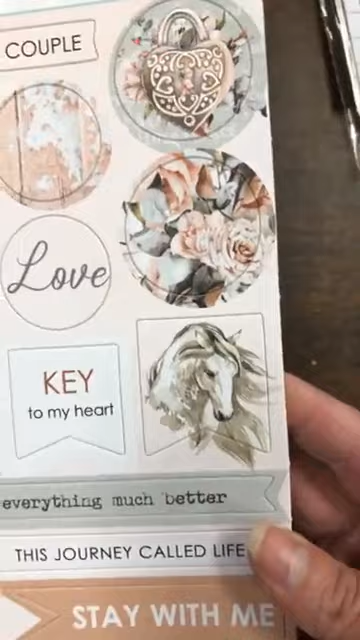 COUPLE
Love
KEY
to my heart
everything much better
THIS JOURNEY CALLED LIFE
STAY WITH ME